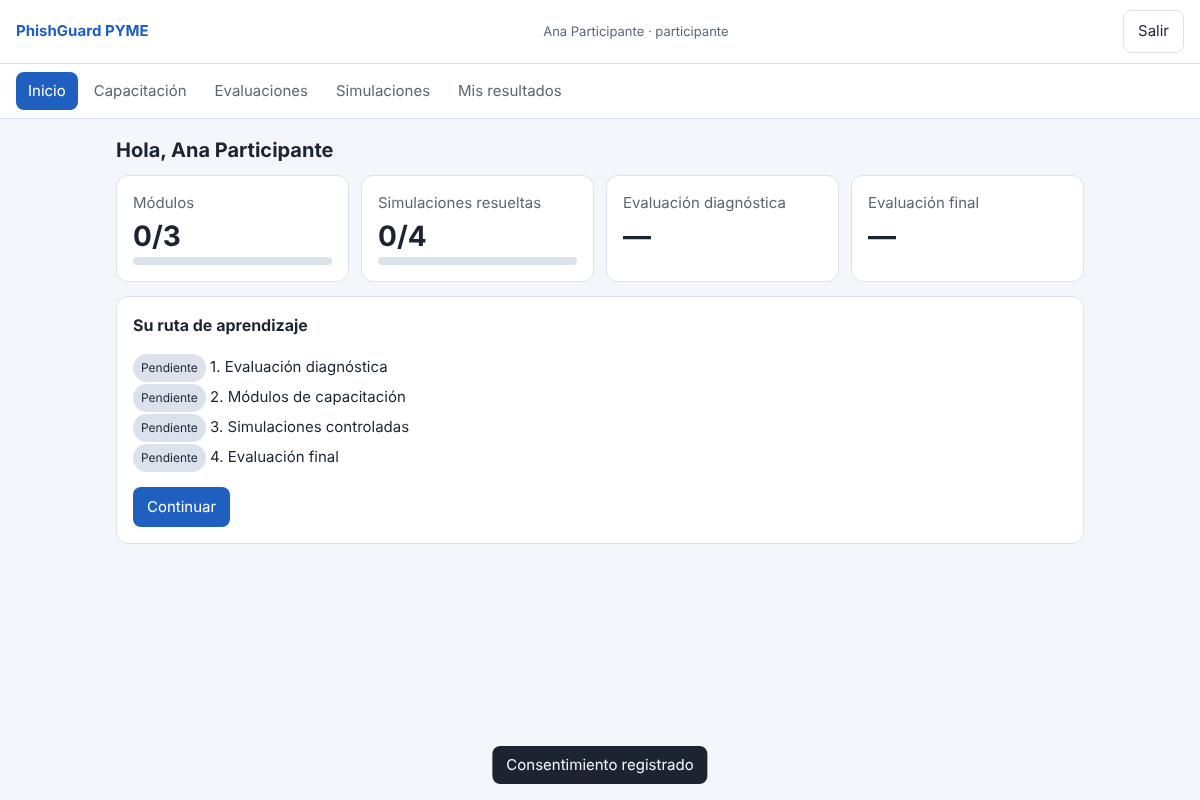 PhishGuard PYME
Ana Participante · participante
Salir
Inicio
Capacitación
Evaluaciones
Simulaciones
Mis resultados
Hola, Ana Participante
Módulos
0/3
Simulaciones resueltas
0/4
Evaluación diagnóstica
—
Evaluación final
—
Su ruta de aprendizaje
Pendiente 1. Evaluación diagnóstica
Pendiente 2. Módulos de capacitación
Pendiente 3. Simulaciones controladas
Pendiente 4. Evaluación final
Continuar
Consentimiento registrado